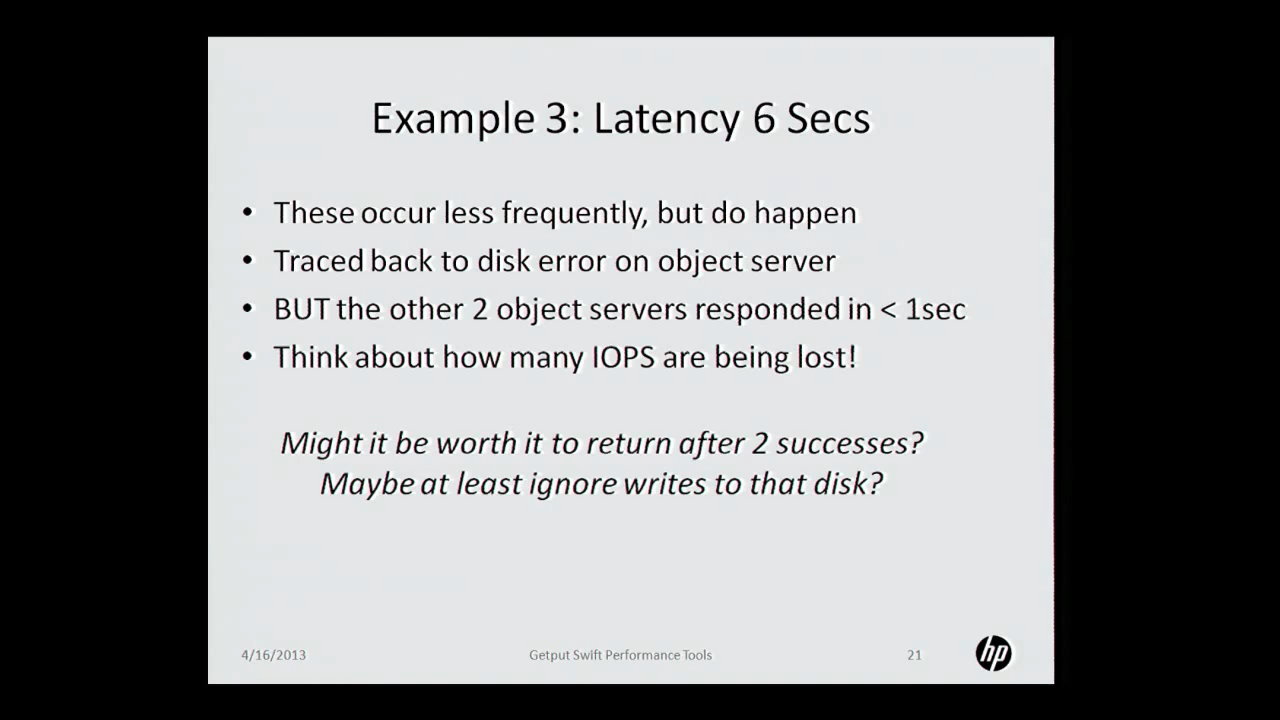 Example 3: Latency 6 Secs
• These occur less frequently, but do happen
• Traced back to disk error on object server
• BUT the other 2 object servers responded in < 1sec
• Think about how many IOPS are being lost!
Might it be worth it to return after 2 successes?
Maybe at least ignore writes to that disk?
4/16/2013 Getput Swift Performance Tools 21 hp